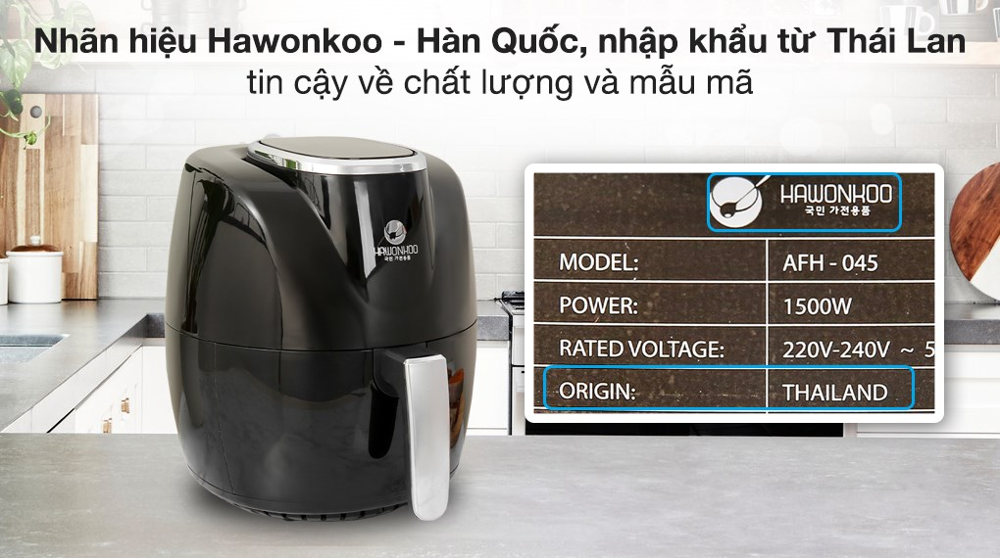 Nhãn hiệu Hawonkoo - Hàn Quốc, nhập khẩu từ Thái Lan
tin cậy về chất lượng và mẫu mã
HAWONKOO
국민 가전용품
HAWONKOO
국민 가전용품
MODEL: AFH - 045
POWER: 1500W
RATED VOLTAGE: 220V-240V ~ 5
ORIGIN: THAILAND